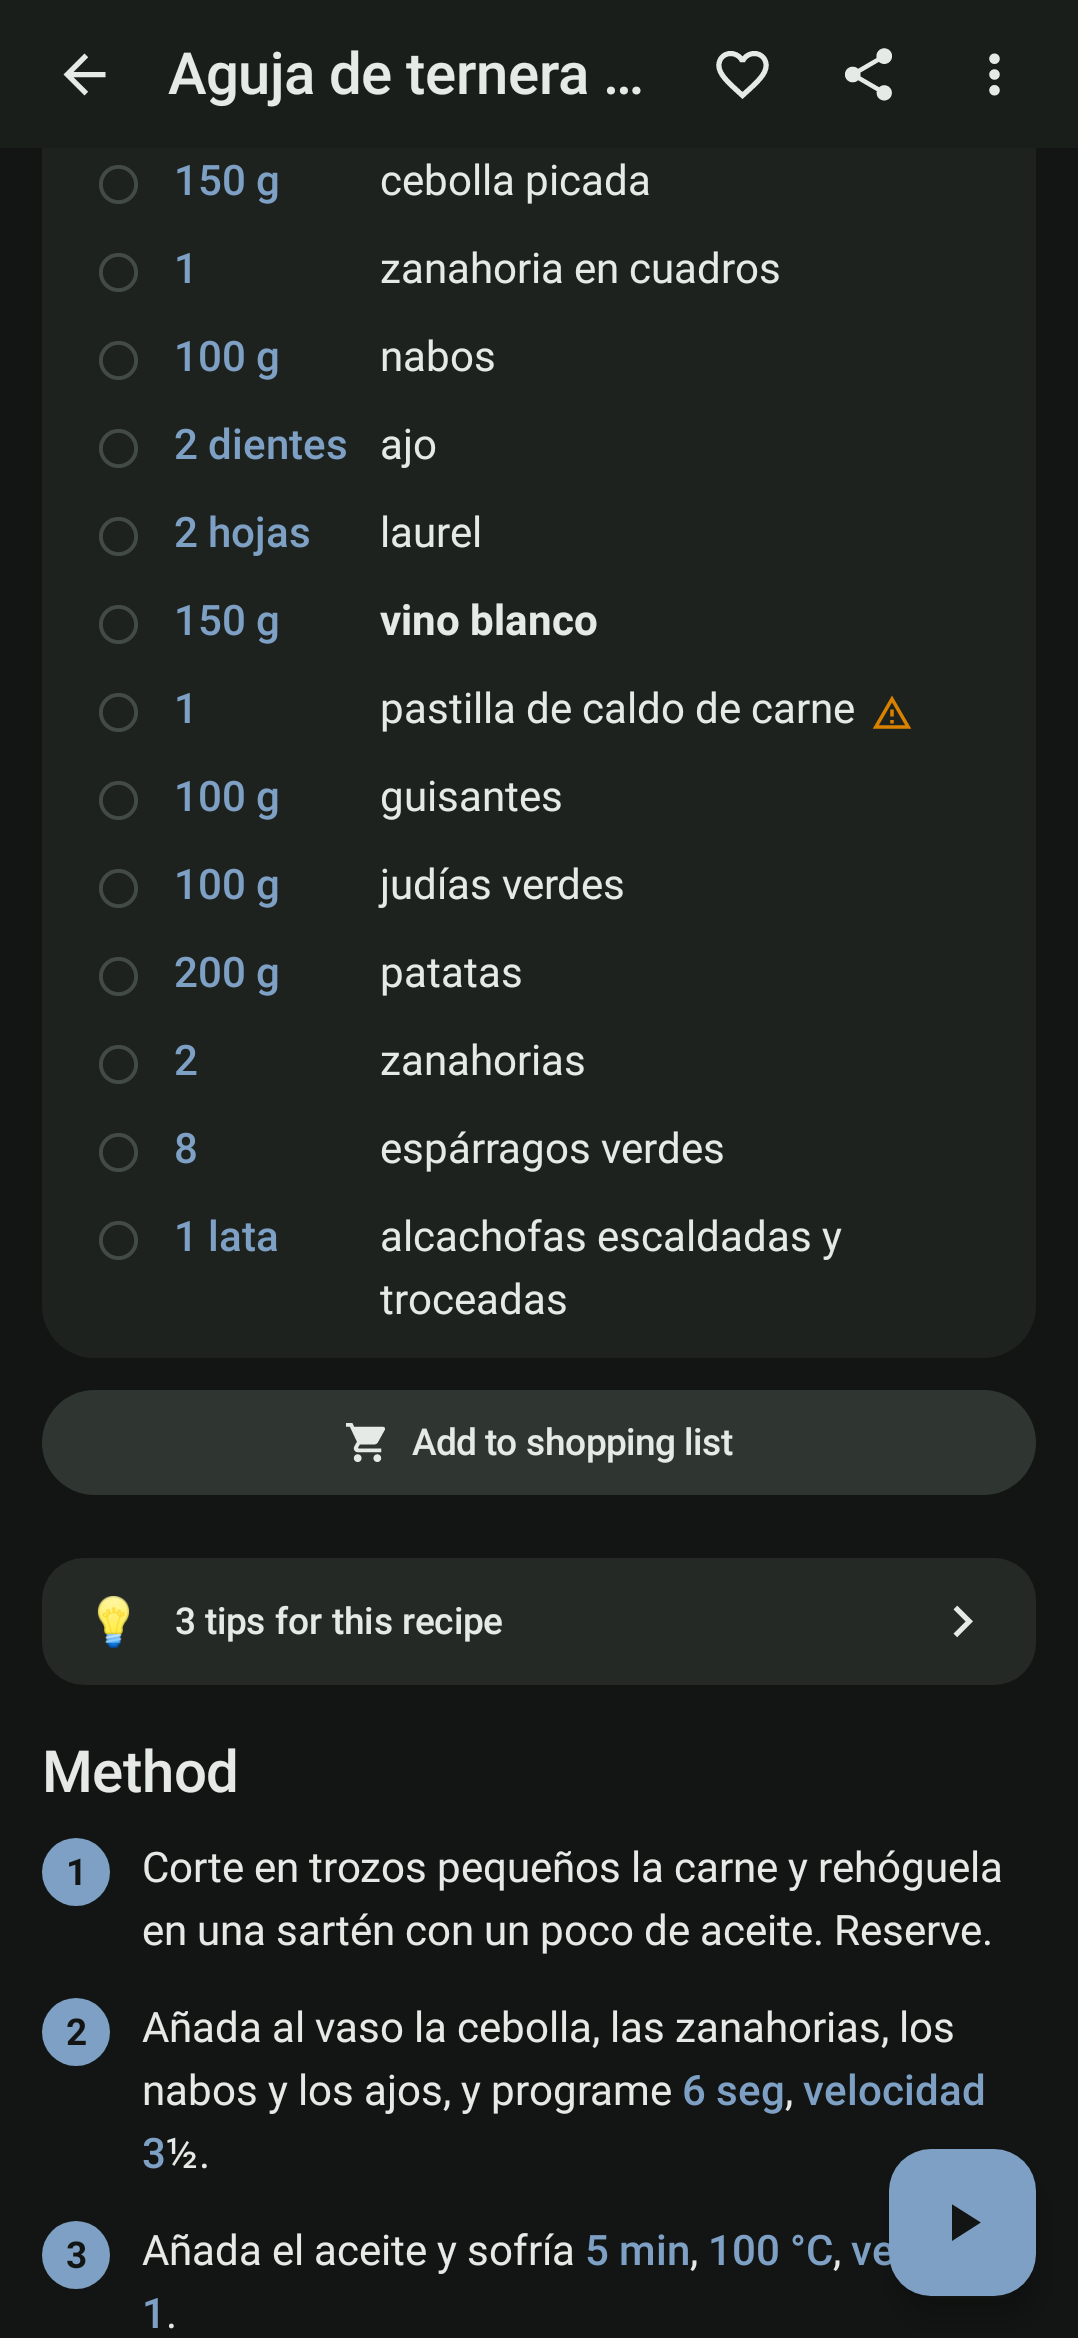 Aguja de ternera ...
150 g cebolla picada
1 zanahoria en cuadros
100 g nabos
2 dientes ajo
2 hojas laurel
150 g vino blanco
1 pastilla de caldo de carne
100 g guisantes
100 g judías verdes
200 g patatas
2 zanahorias
8 espárragos verdes
1 lata alcachofas escaldadas y
troceadas
Add to shopping list
3 tips for this recipe
Method
1 Corte en trozos pequeños la carne y rehóguela
en una sartén con un poco de aceite. Reserve.
2 Añada al vaso la cebolla, las zanahorias, los
nabos y los ajos, y programe 6 seg, velocidad
3½.
3 Añada el aceite y sofría 5 min, 100 °C,
1.